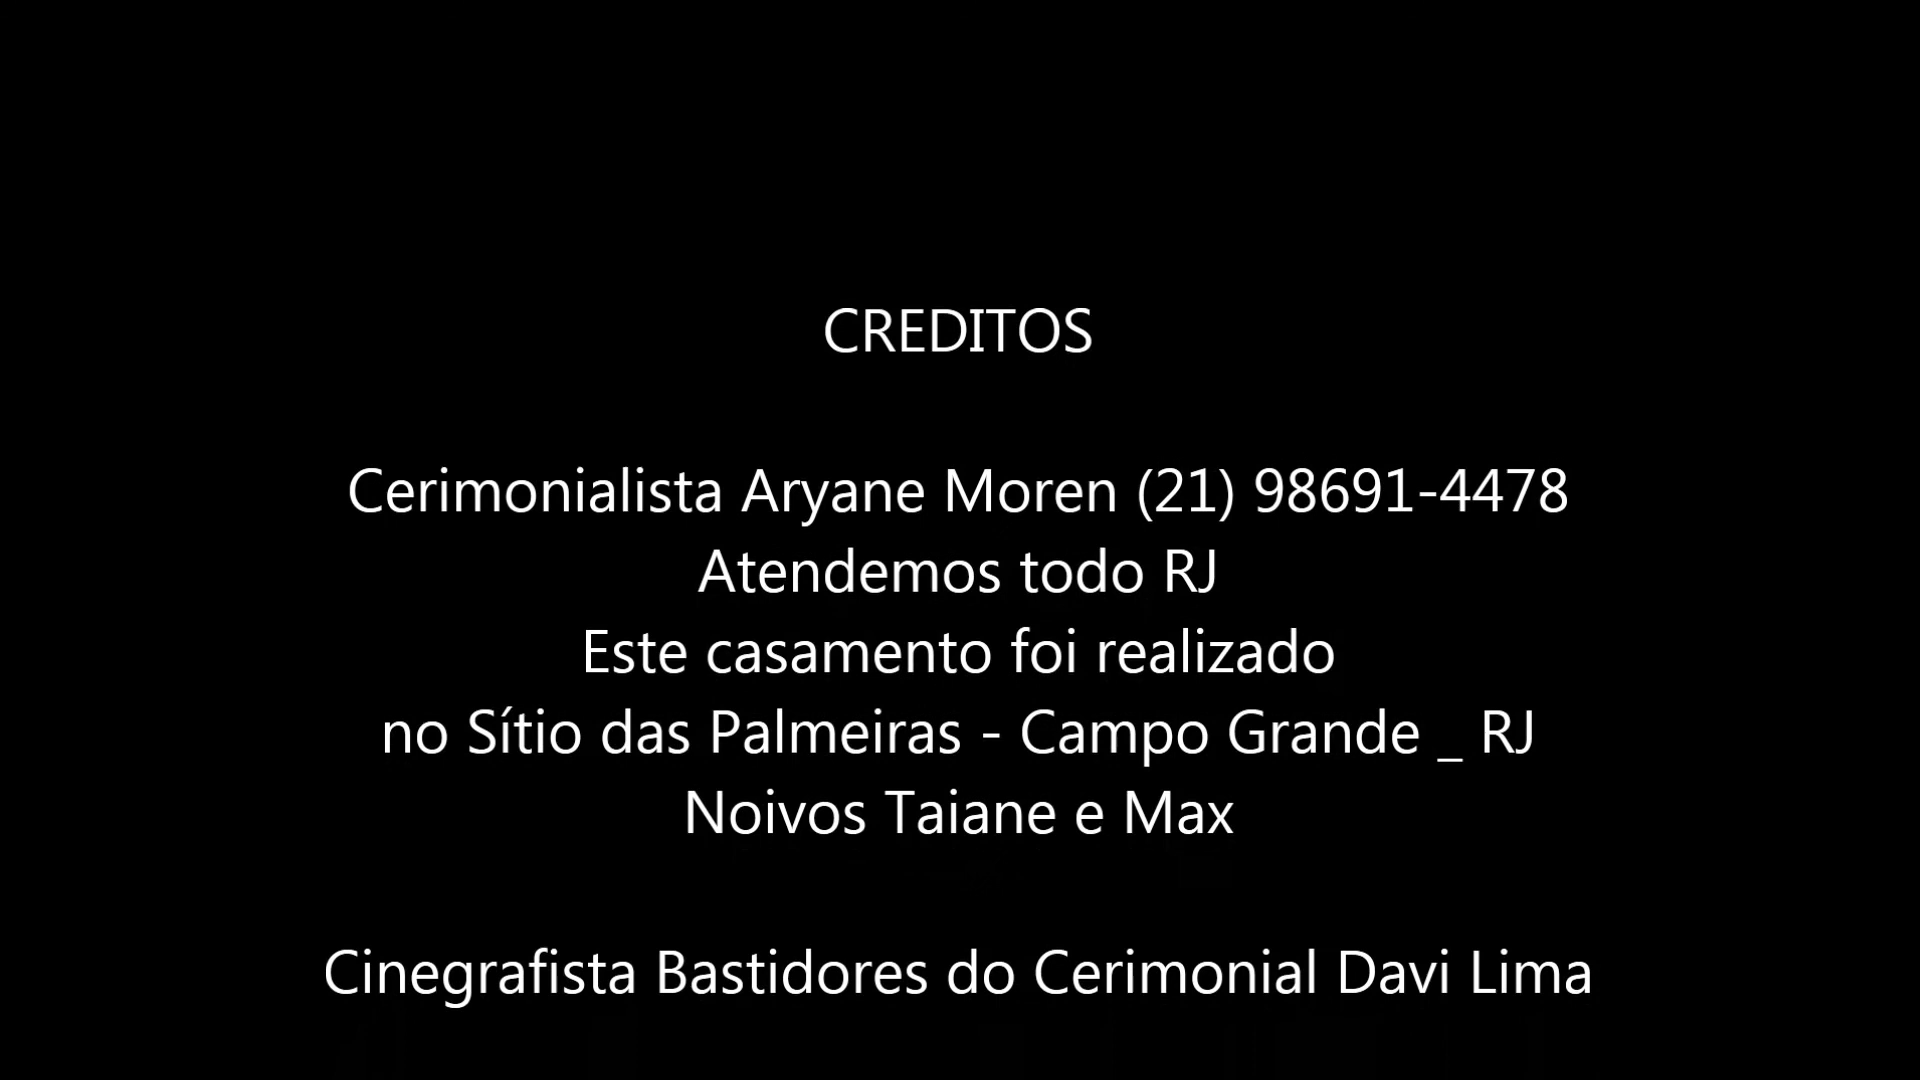 CREDITOS
Cerimonialista Aryane Moren (21) 98691-4478
Atendemos todo RJ
Este casamento foi realizado
no Sítio das Palmeiras - Campo Grande _ RJ
Noivos Taiane e Max
Cinegrafista Bastidores do Cerimonial Davi Lima